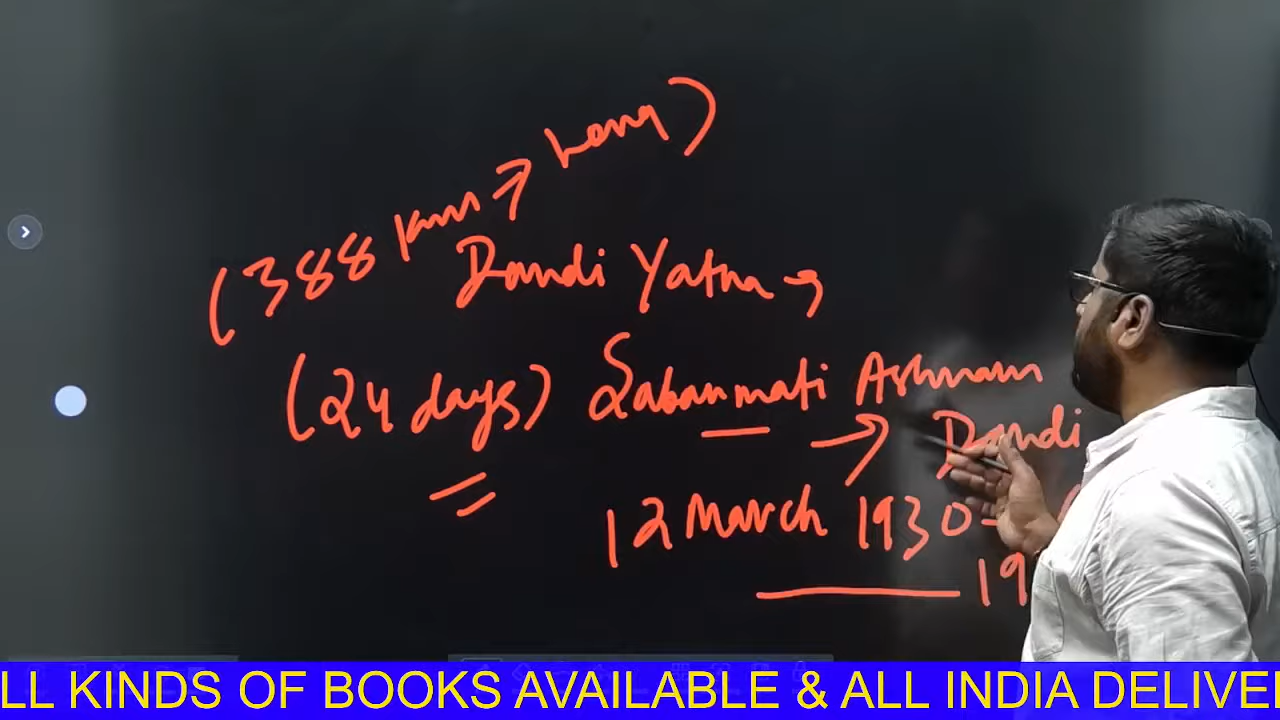 (388 km → Long)
Dandi Yatra →
(24 days) Sabarmati Ashram
→ Dandi
12 March 1930-
19
LL KINDS OF BOOKS AVAILABLE & ALL INDIA DELIVE